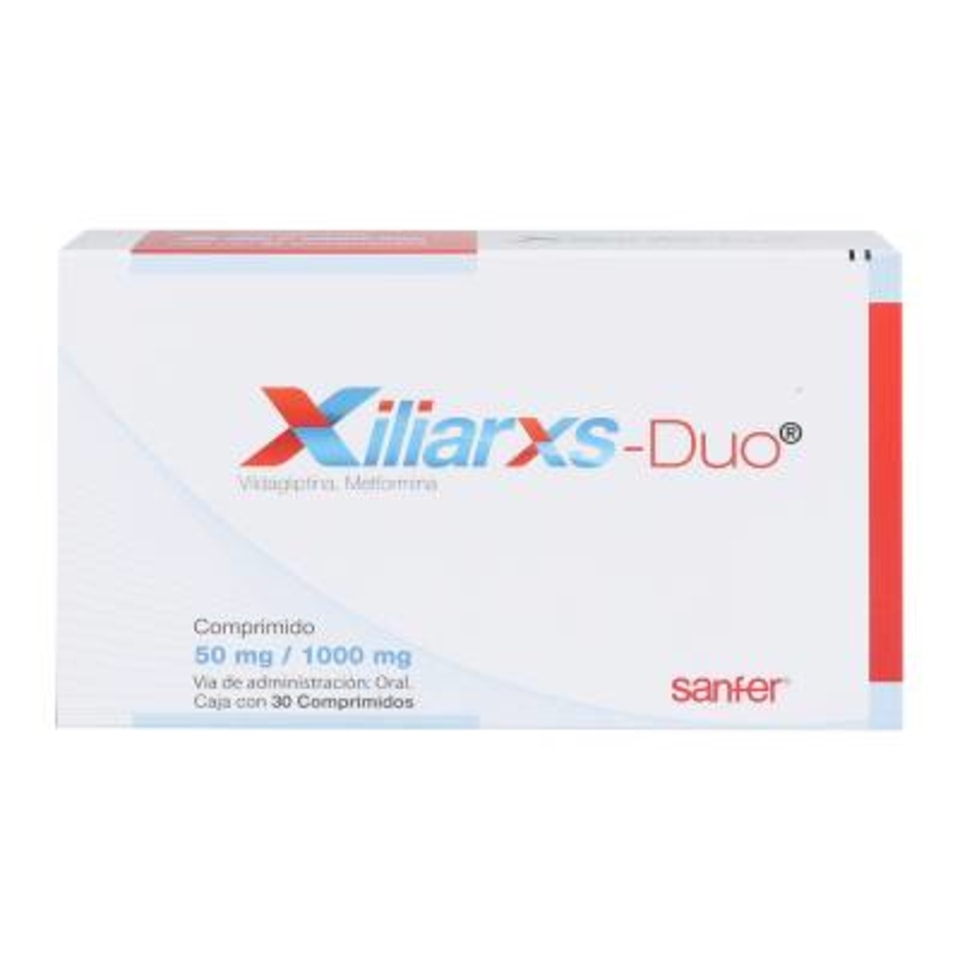 Xiliarxs-Duo®
Vildagliptina, Metformina
Comprimido
50 mg / 1000 mg
Vía de administración: Oral.
Caja con 30 Comprimidos
sanfer®